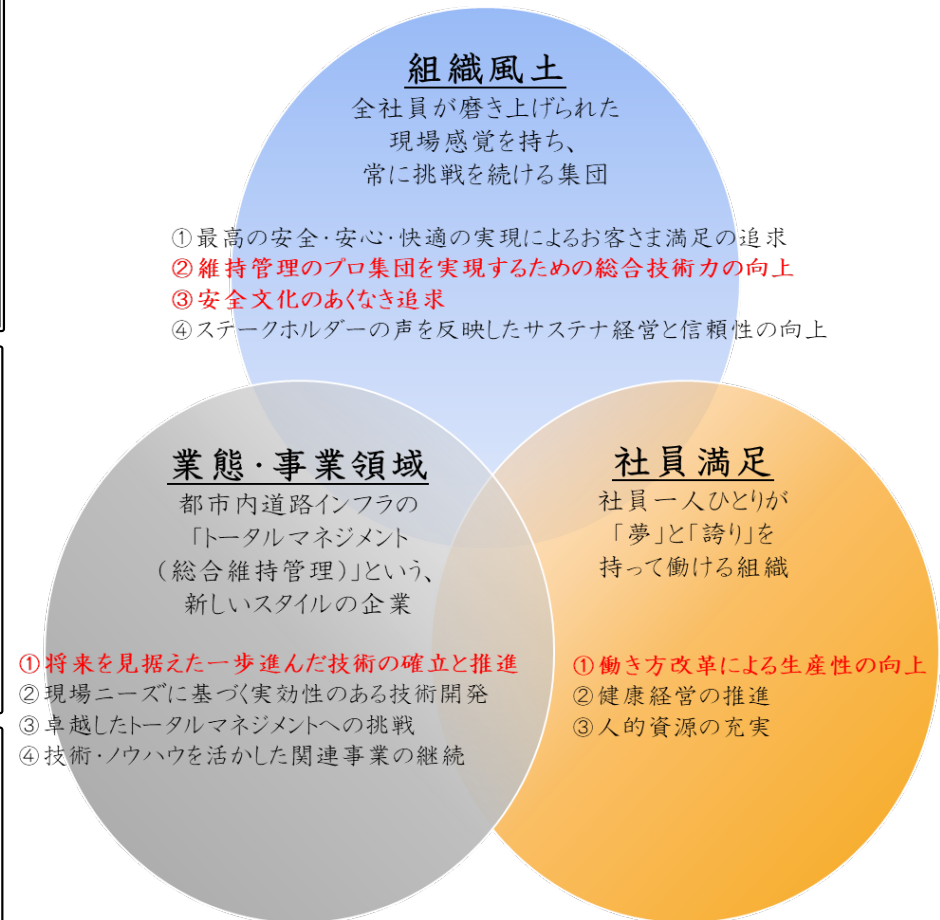 組織風土
全社員が磨き上げられた
現場感覚を持ち、
常に挑戦を続ける集団
①最高の安全・安心・快適の実現によるお客さま満足の追求
②維持管理のプロ集団を実現するための総合技術力の向上
③安全文化のあくなき追求
④ステークホルダーの声を反映したサステナ経営と信頼性の向上
業態・事業領域
都市内道路インフラの
「トータルマネジメント
（総合維持管理）」という、
新しいスタイルの企業
①将来を見据えた一歩進んだ技術の確立と推進
②現場ニーズに基づく実効性のある技術開発
③卓越したトータルマネジメントへの挑戦
④技術・ノウハウを活かした関連事業の継続
社員満足
社員一人ひとりが
「夢」と「誇り」を
持って働ける組織
①働き方改革による生産性の向上
②健康経営の推進
③人的資源の充実